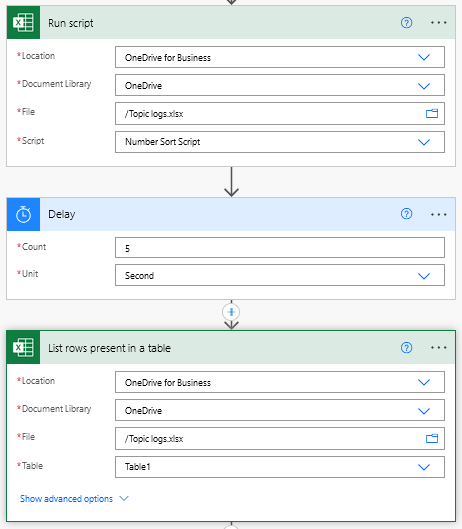 Run script
*Location
OneDrive for Business
*Document Library
OneDrive
*File
/Topic logs.xlsx
*Script
Number Sort Script
Delay
*Count
5
*Unit
Second
List rows present in a table
*Location
OneDrive for Business
*Document Library
OneDrive
*File
/Topic logs.xlsx
*Table
Table1
Show advanced options